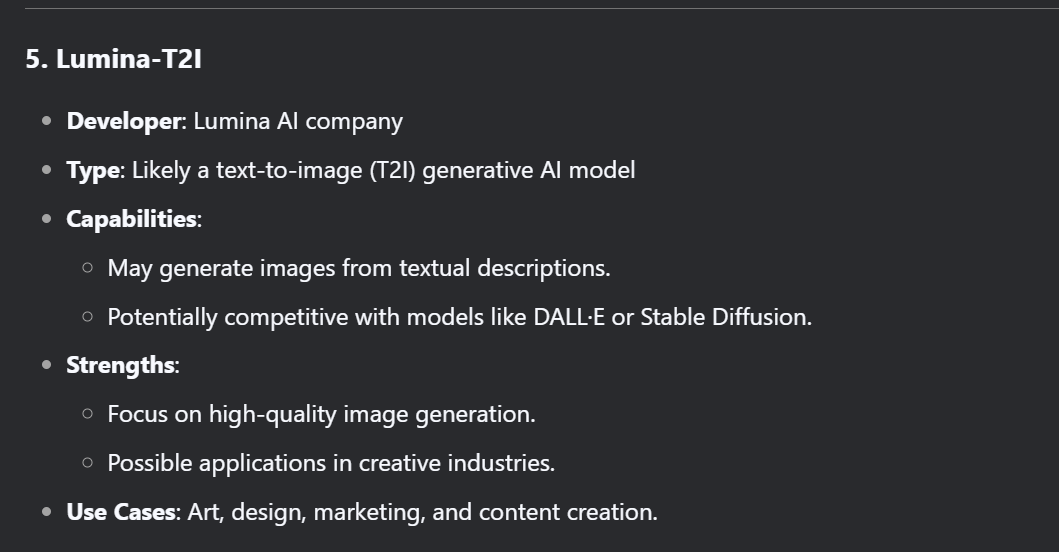 5. Lumina-T2I
Developer: Lumina AI company
Type: Likely a text-to-image (T2I) generative AI model
Capabilities:
May generate images from textual descriptions.
Potentially competitive with models like DALL·E or Stable Diffusion.
Strengths:
Focus on high-quality image generation.
Possible applications in creative industries.
Use Cases: Art, design, marketing, and content creation.